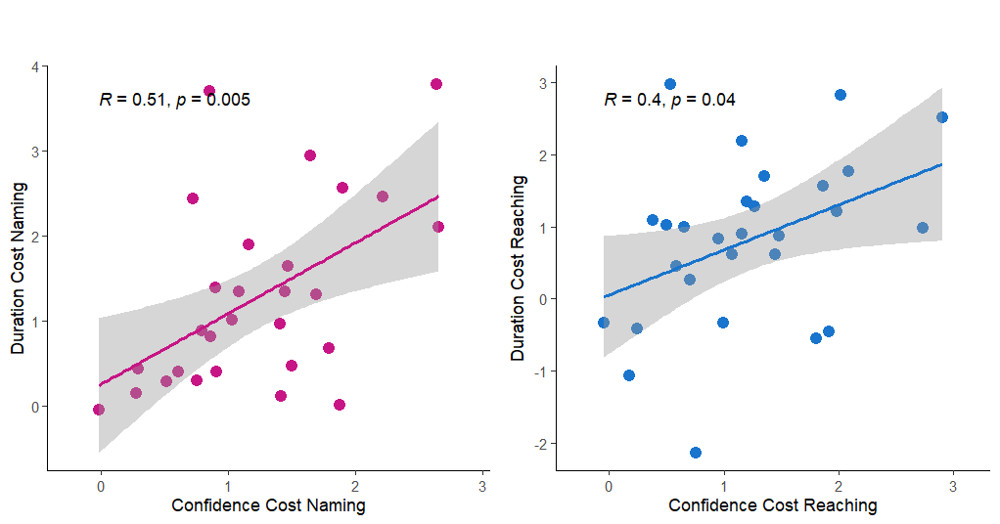 R = 0.51, p = 0.005
4
3
2
1
0
Duration Cost Naming
0 1 2 3
Confidence Cost Naming
R = 0.4, p = 0.04
3
2
1
0
-1
-2
Duration Cost Reaching
0 1 2 3
Confidence Cost Reaching